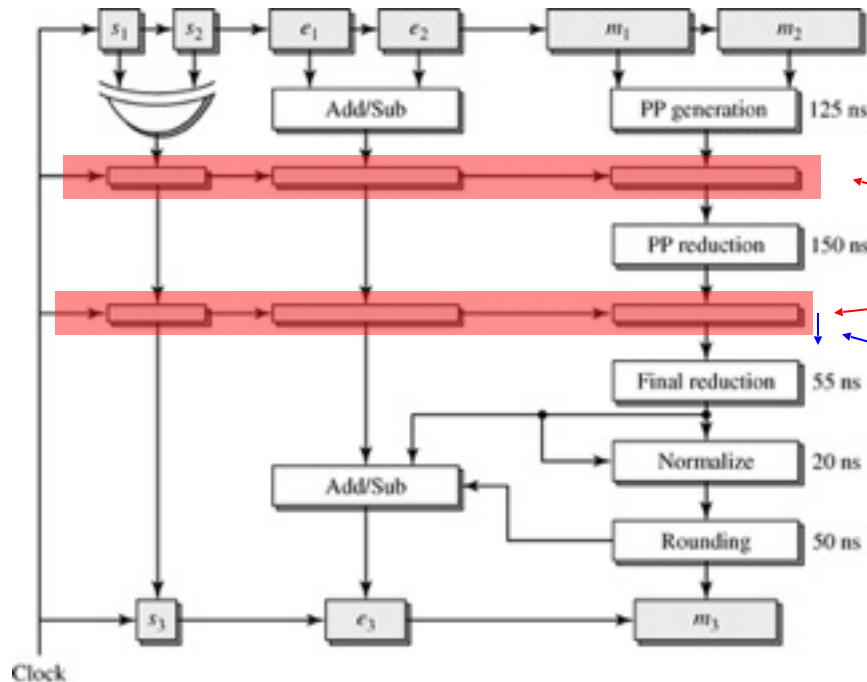 s1 s2 e1 e2 m1 m2
Add/Sub PP generation 125 ns
PP reduction 150 ns
Final reduction 55 ns
Normalize 20 ns
Add/Sub
Rounding 50 ns
s3 e3 m3
Clock